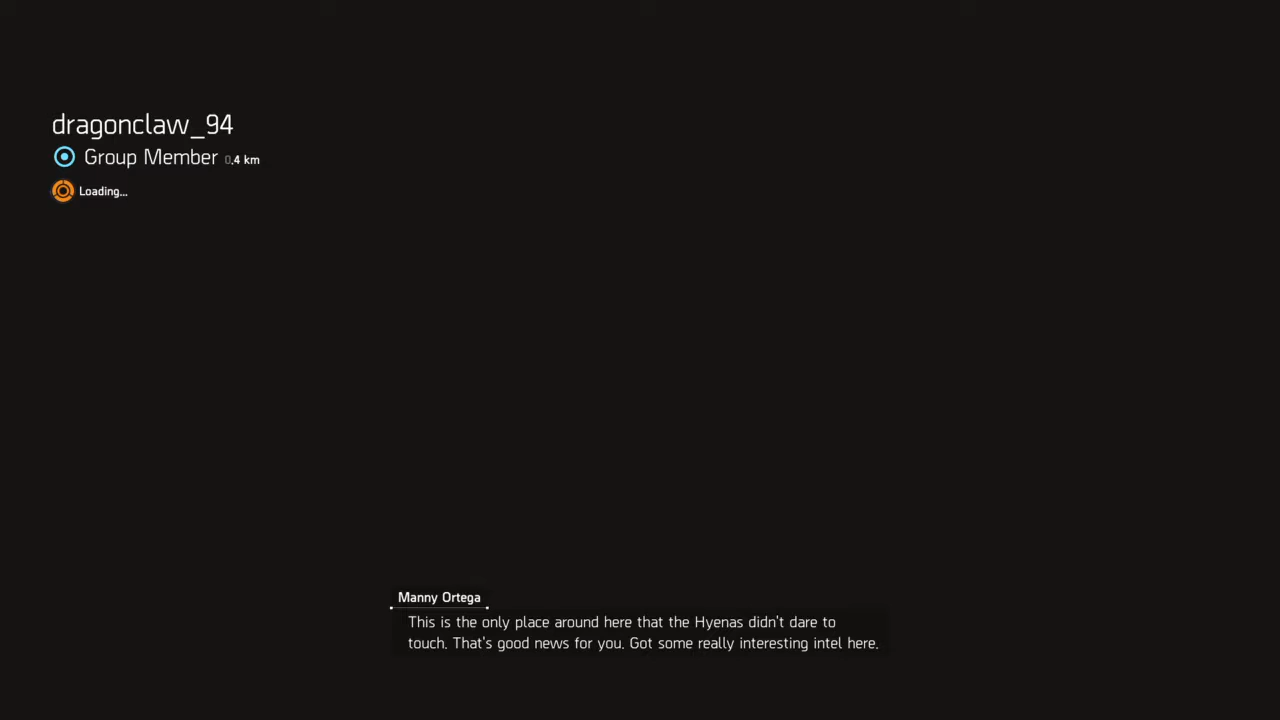 dragonclaw_94
Group Member 0.4 km
Loading...
Manny Ortega
This is the only place around here that the Hyenas didn't dare to
touch. That's good news for you. Got some really interesting intel here.